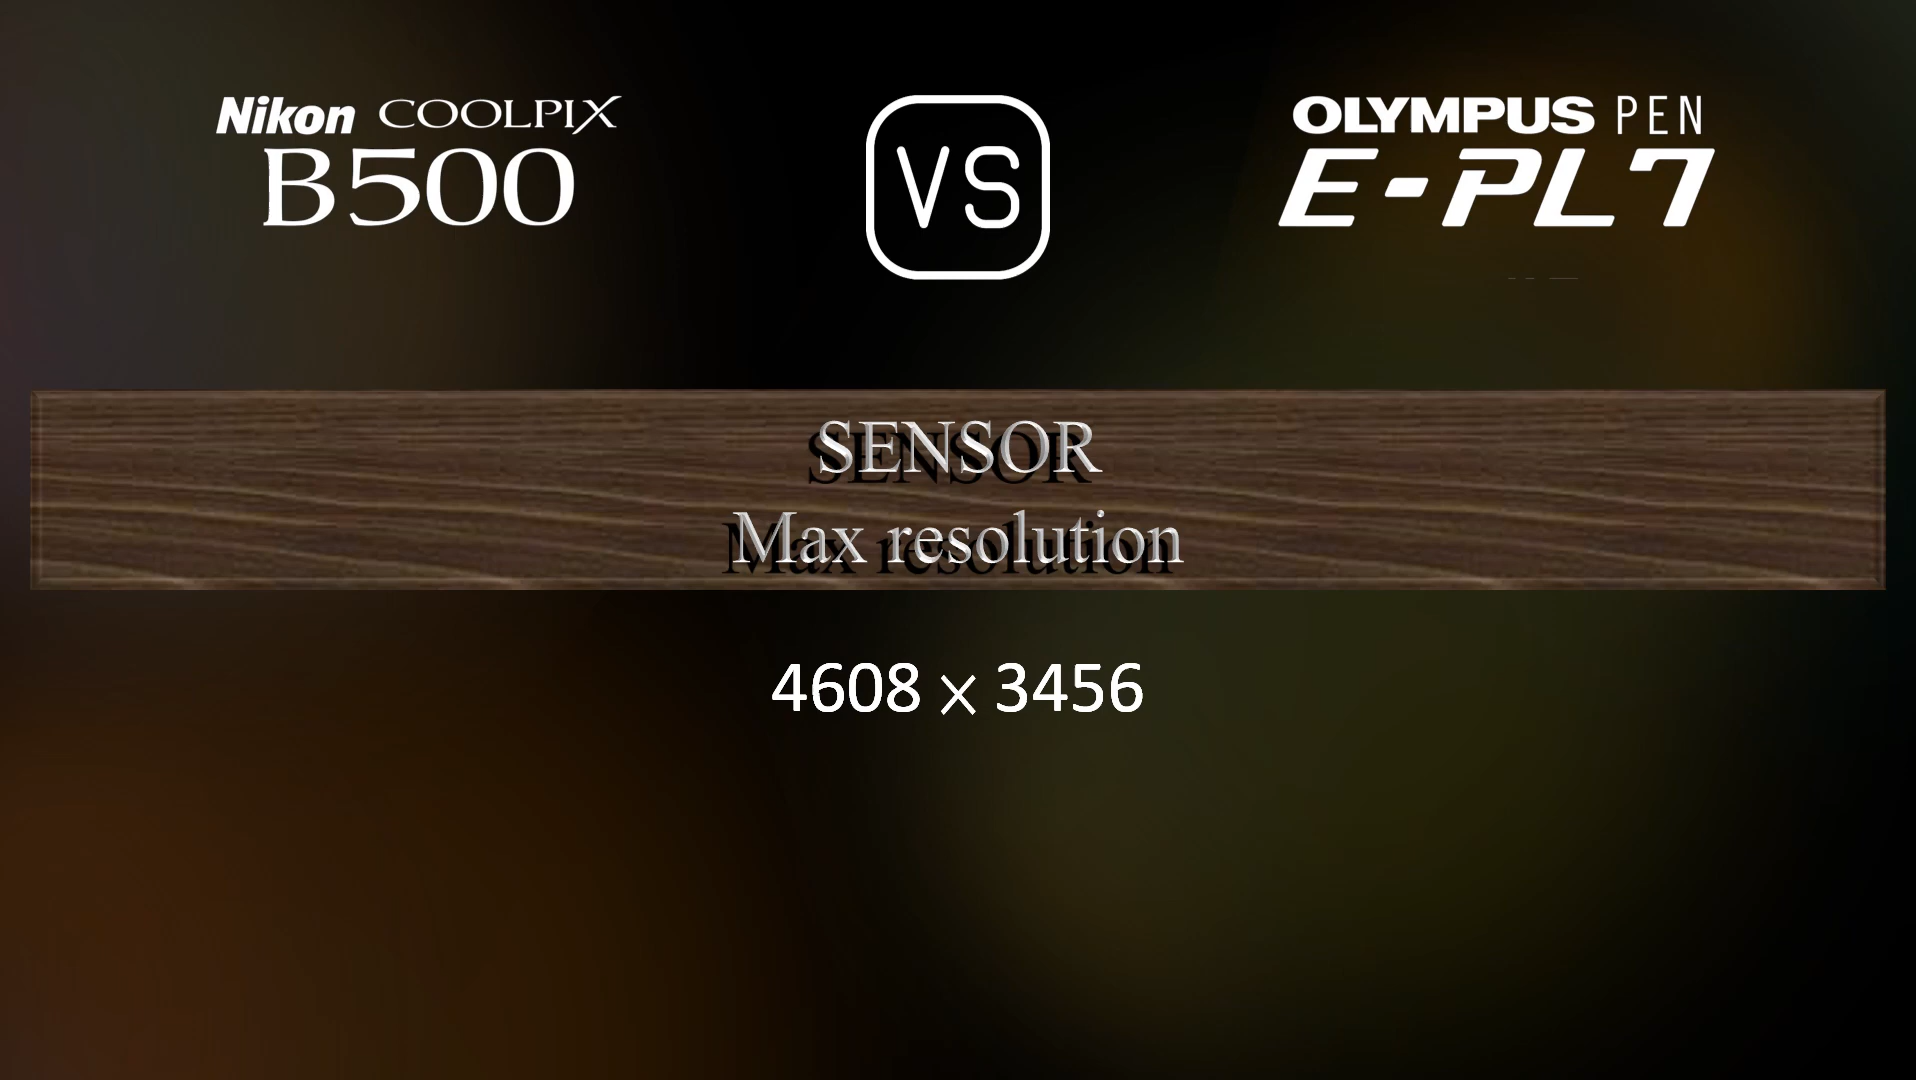 Nikon COOLPIX
B500
VS
OLYMPUS PEN
E-PL7
SENSOR
Max resolution
4608 x 3456